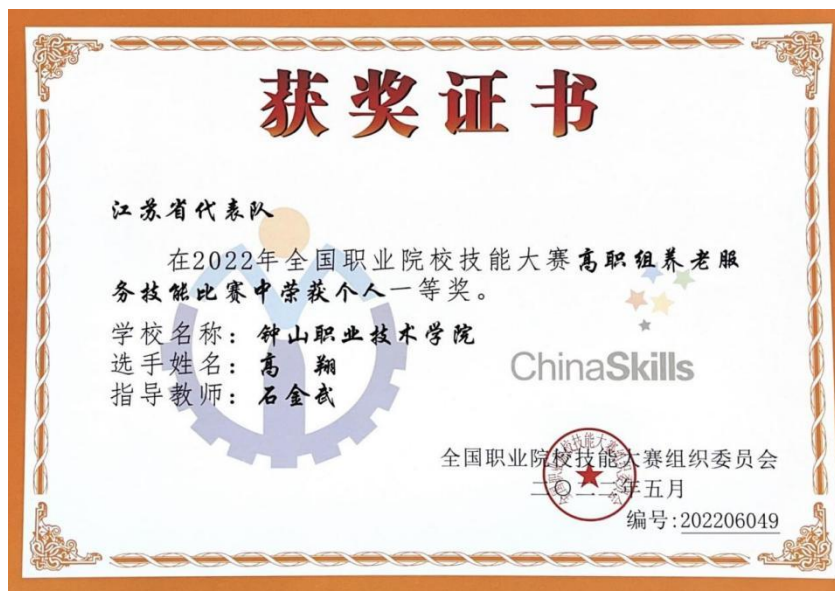 获奖证书
江苏省代表队
在2022年全国职业院校技能大赛高职组养老服
务技能比赛中荣获个人一等奖。
学校名称：钟山职业技术学院
选手姓名：高 翔
指导教师：石金武
ChinaSkills
全国职业院校技能大赛组织委员会
二〇二二年五月
编号:202206049